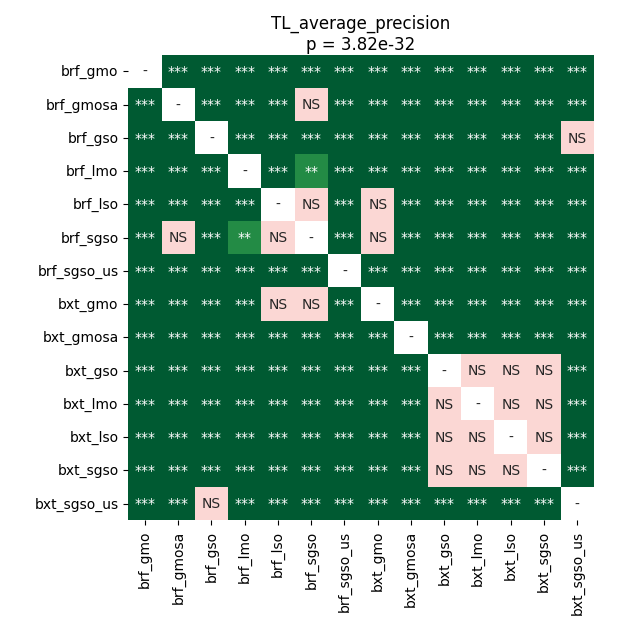 TL_average_precision
p = 3.82e-32
brf_gmo - *** *** *** *** *** *** *** *** *** *** *** *** ***
brf_gmosa *** - *** *** *** NS *** *** *** *** *** *** *** ***
brf_gso *** *** - *** *** *** *** *** *** *** *** *** *** NS
brf_lmo *** *** *** - *** ** *** *** *** *** *** *** *** ***
brf_lso *** *** *** *** - NS *** NS *** *** *** *** *** ***
brf_sgso *** NS *** ** NS - *** NS *** *** *** *** *** ***
brf_sgso_us *** *** *** *** *** *** - *** *** *** *** *** *** ***
bxt_gmo *** *** *** *** NS NS *** - *** *** *** *** *** ***
bxt_gmosa *** *** *** *** *** *** *** *** - *** *** *** *** ***
bxt_gso *** *** *** *** *** *** *** *** *** - NS NS NS ***
bxt_lmo *** *** *** *** *** *** *** *** *** NS - NS NS ***
bxt_lso *** *** *** *** *** *** *** *** *** NS NS - NS ***
bxt_sgso *** *** *** *** *** *** *** *** *** NS NS NS - ***
bxt_sgso_us *** *** NS *** *** *** *** *** *** *** *** *** *** -
brf_gmo
brf_gmosa
brf_gso
brf_lmo
brf_lso
brf_sgso
brf_sgso_us
bxt_gmo
bxt_gmosa
bxt_gso
bxt_lmo
bxt_lso
bxt_sgso
bxt_sgso_us